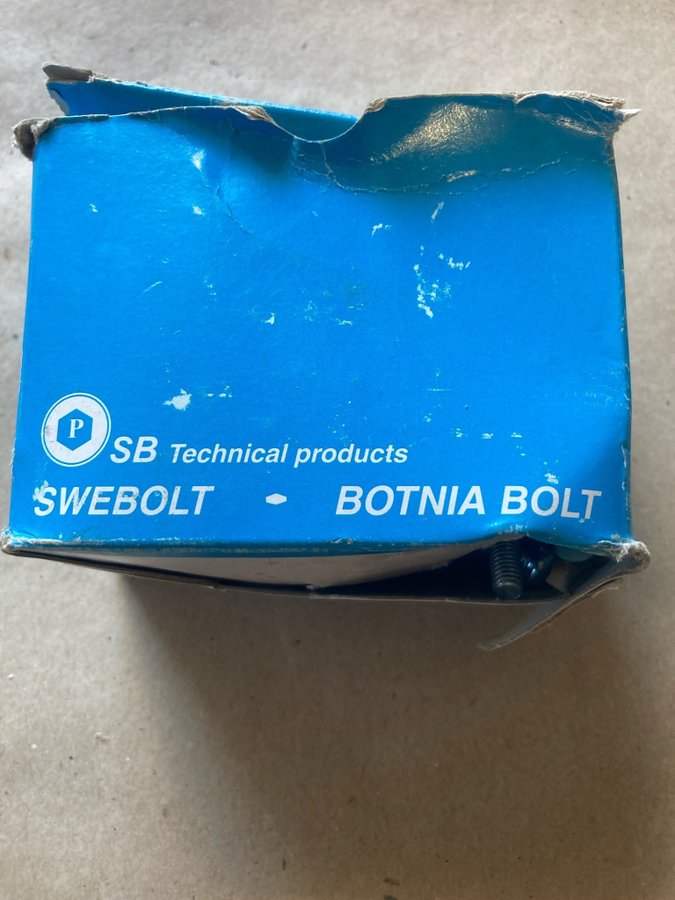 P
SB Technical products
SWEBOLT - BOTNIA BOLT